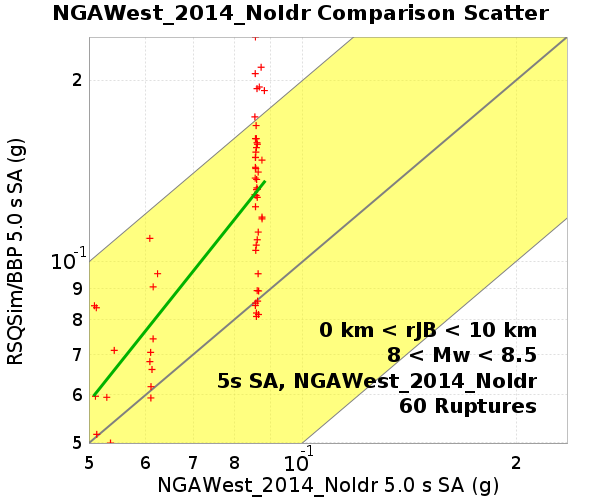 NGAWest_2014_NoIdr Comparison Scatter
RSQSim/BBP 5.0 s SA (g)
2
10-1
9
8
7
6
5
0 km < rJB < 10 km
8 < Mw < 8.5
5s SA, NGAWest_2014_NoIdr
60 Ruptures
5 6 7 8 10-1 2
NGAWest_2014_NoIdr 5.0 s SA (g)